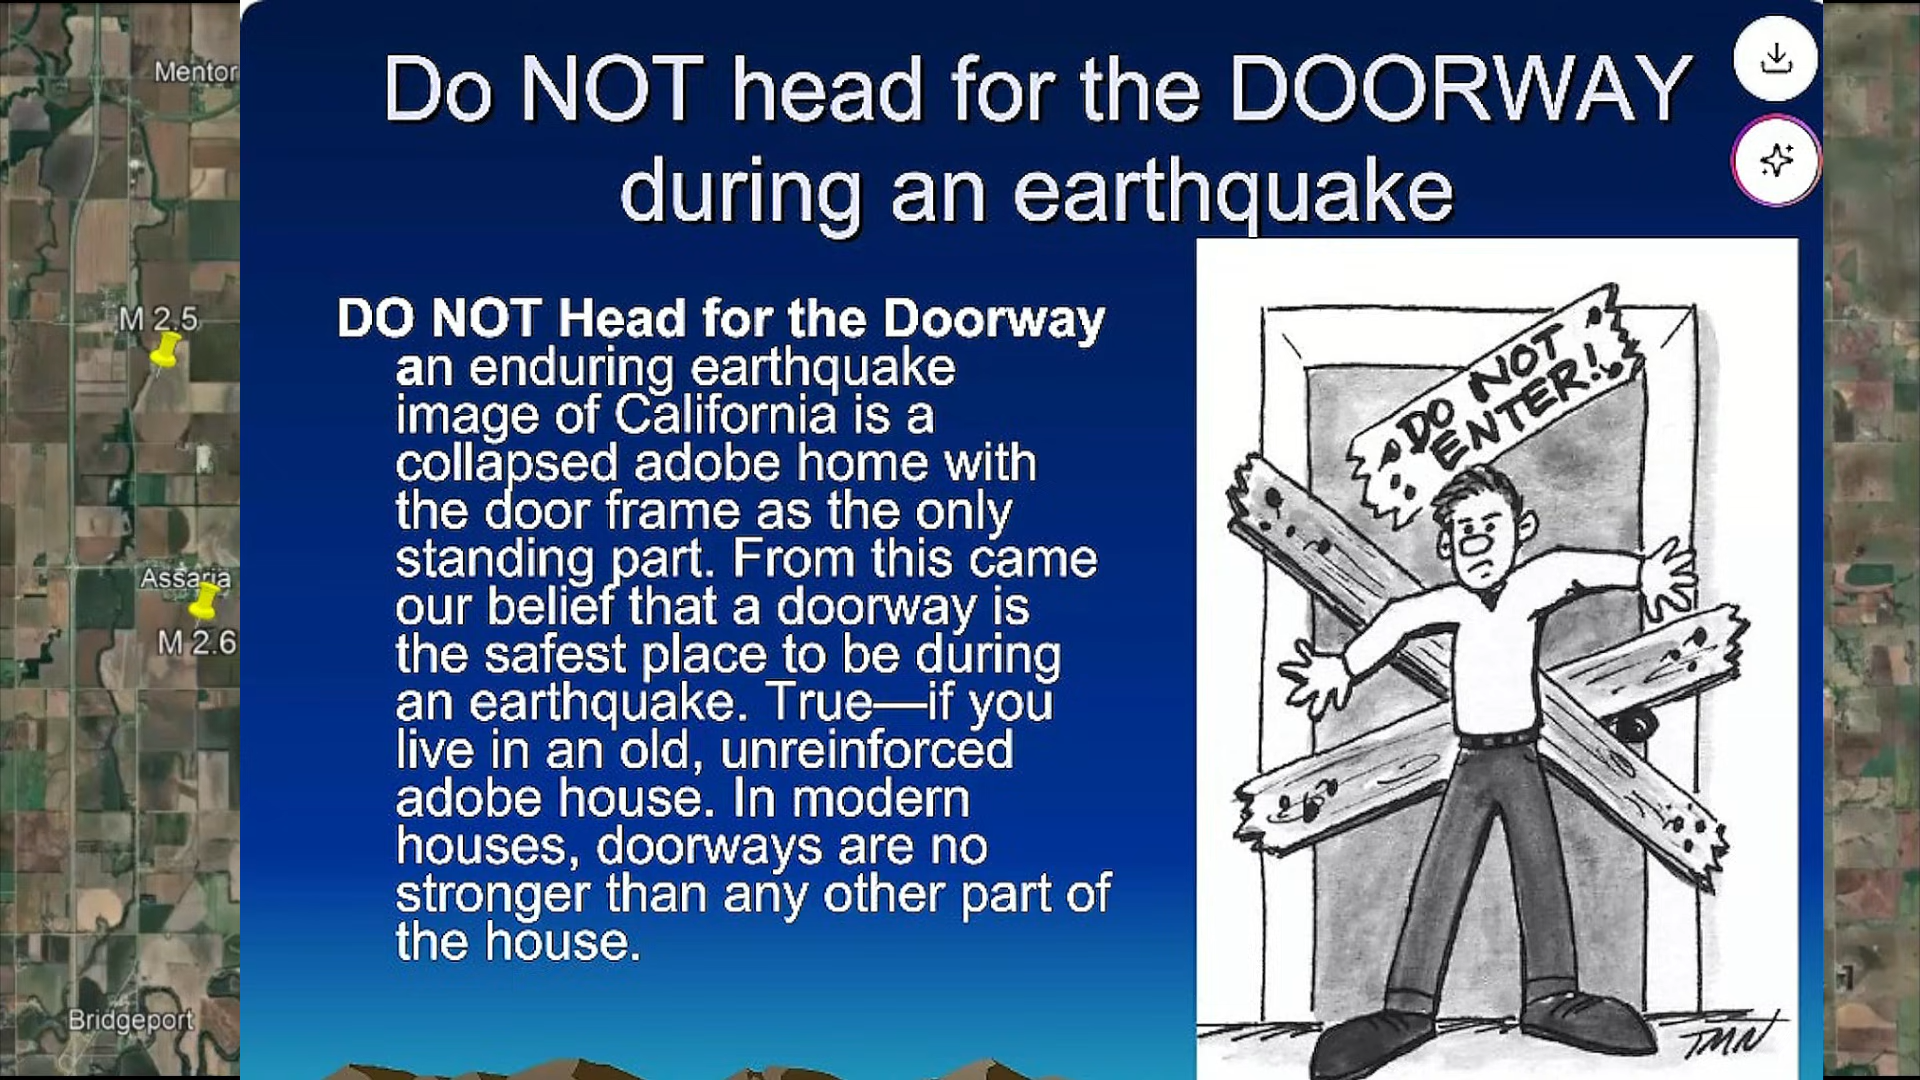 Do NOT head for the DOORWAY
during an earthquake
DO NOT Head for the Doorway
an enduring earthquake
image of California is a
collapsed adobe home with
the door frame as the only
standing part. From this came
our belief that a doorway is
the safest place to be during
an earthquake. True—if you
live in an old, unreinforced
adobe house. In modern
houses, doorways are no
stronger than any other part of
the house.
DO NOT
ENTER!
TMN
Mentor
M 2.5
Assaria
M 2.6
Bridgeport